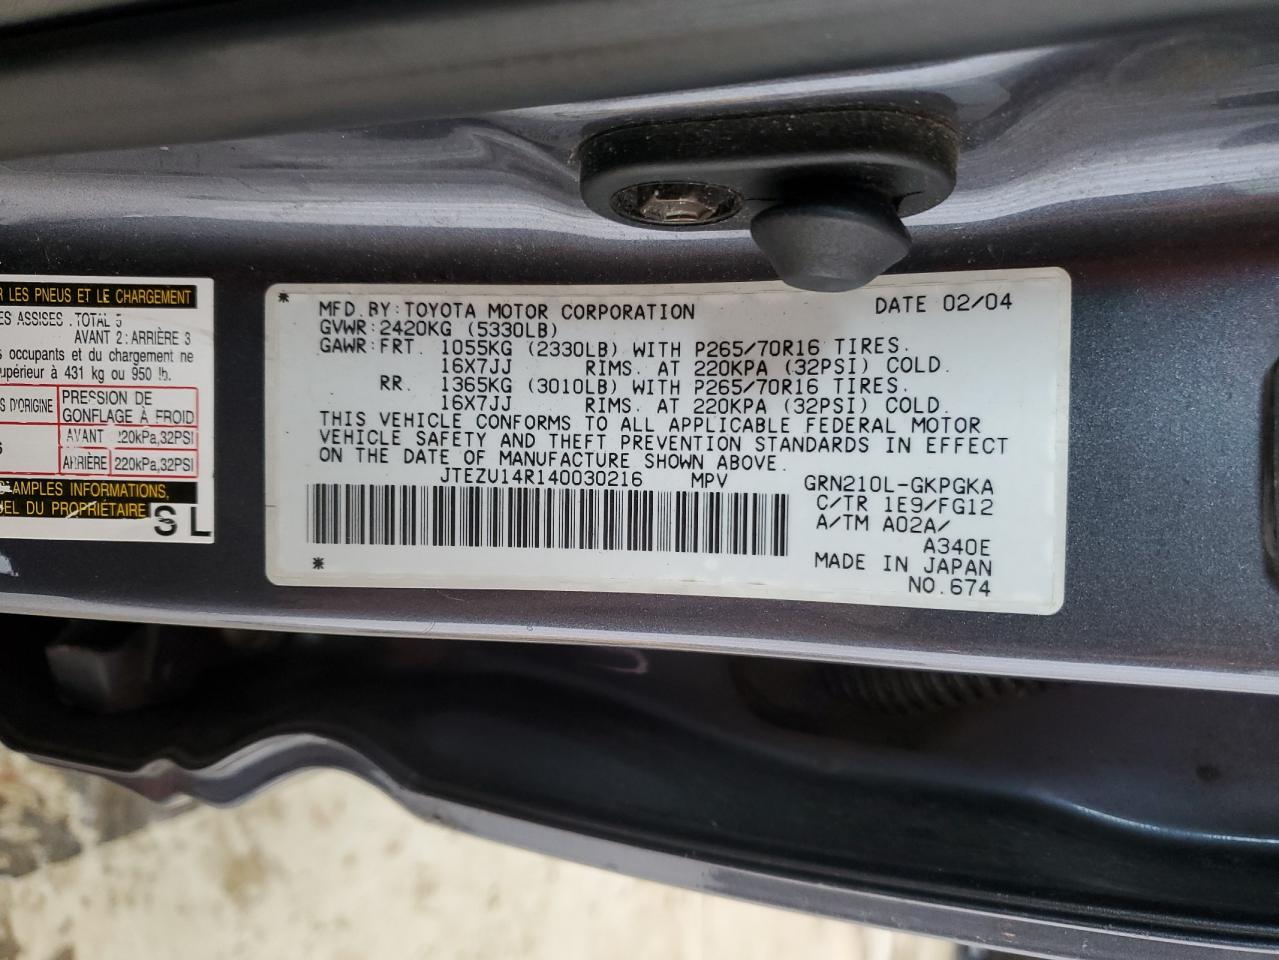 R LES PNEUS ET LE CHARGEMENT
ES ASSISES . TOTAL 5
AVANT 2 : ARRIÈRE 3
s occupants et du chargement ne
upérieur à 431 kg ou 950 lb.
S D'ORIGINE
PRESSION DE
GONFLAGE À FROID
AVANT 220kPa,32PSI
ARRIÈRE 220kPa,32PSI
AMPLES INFORMATIONS,
EL DU PROPRIÉTAIRE
SL
* MFD.BY:TOYOTA MOTOR CORPORATION DATE 02/04
GVWR:2420KG (5330LB)
GAWR:FRT. 1055KG (2330LB) WITH P265/70R16 TIRES.
16X7JJ RIMS. AT 220KPA (32PSI) COLD.
RR. 1365KG (3010LB) WITH P265/70R16 TIRES.
16X7JJ RIMS. AT 220KPA (32PSI) COLD.
THIS VEHICLE CONFORMS TO ALL APPLICABLE FEDERAL MOTOR
VEHICLE SAFETY AND THEFT PREVENTION STANDARDS IN EFFECT
ON THE DATE OF MANUFACTURE SHOWN ABOVE.
JTEZU14R140030216 MPV
GRN210L-GKPGKA
C/TR 1E9/FG12
A/TM A02A/
A340E
MADE IN JAPAN
NO.674
*